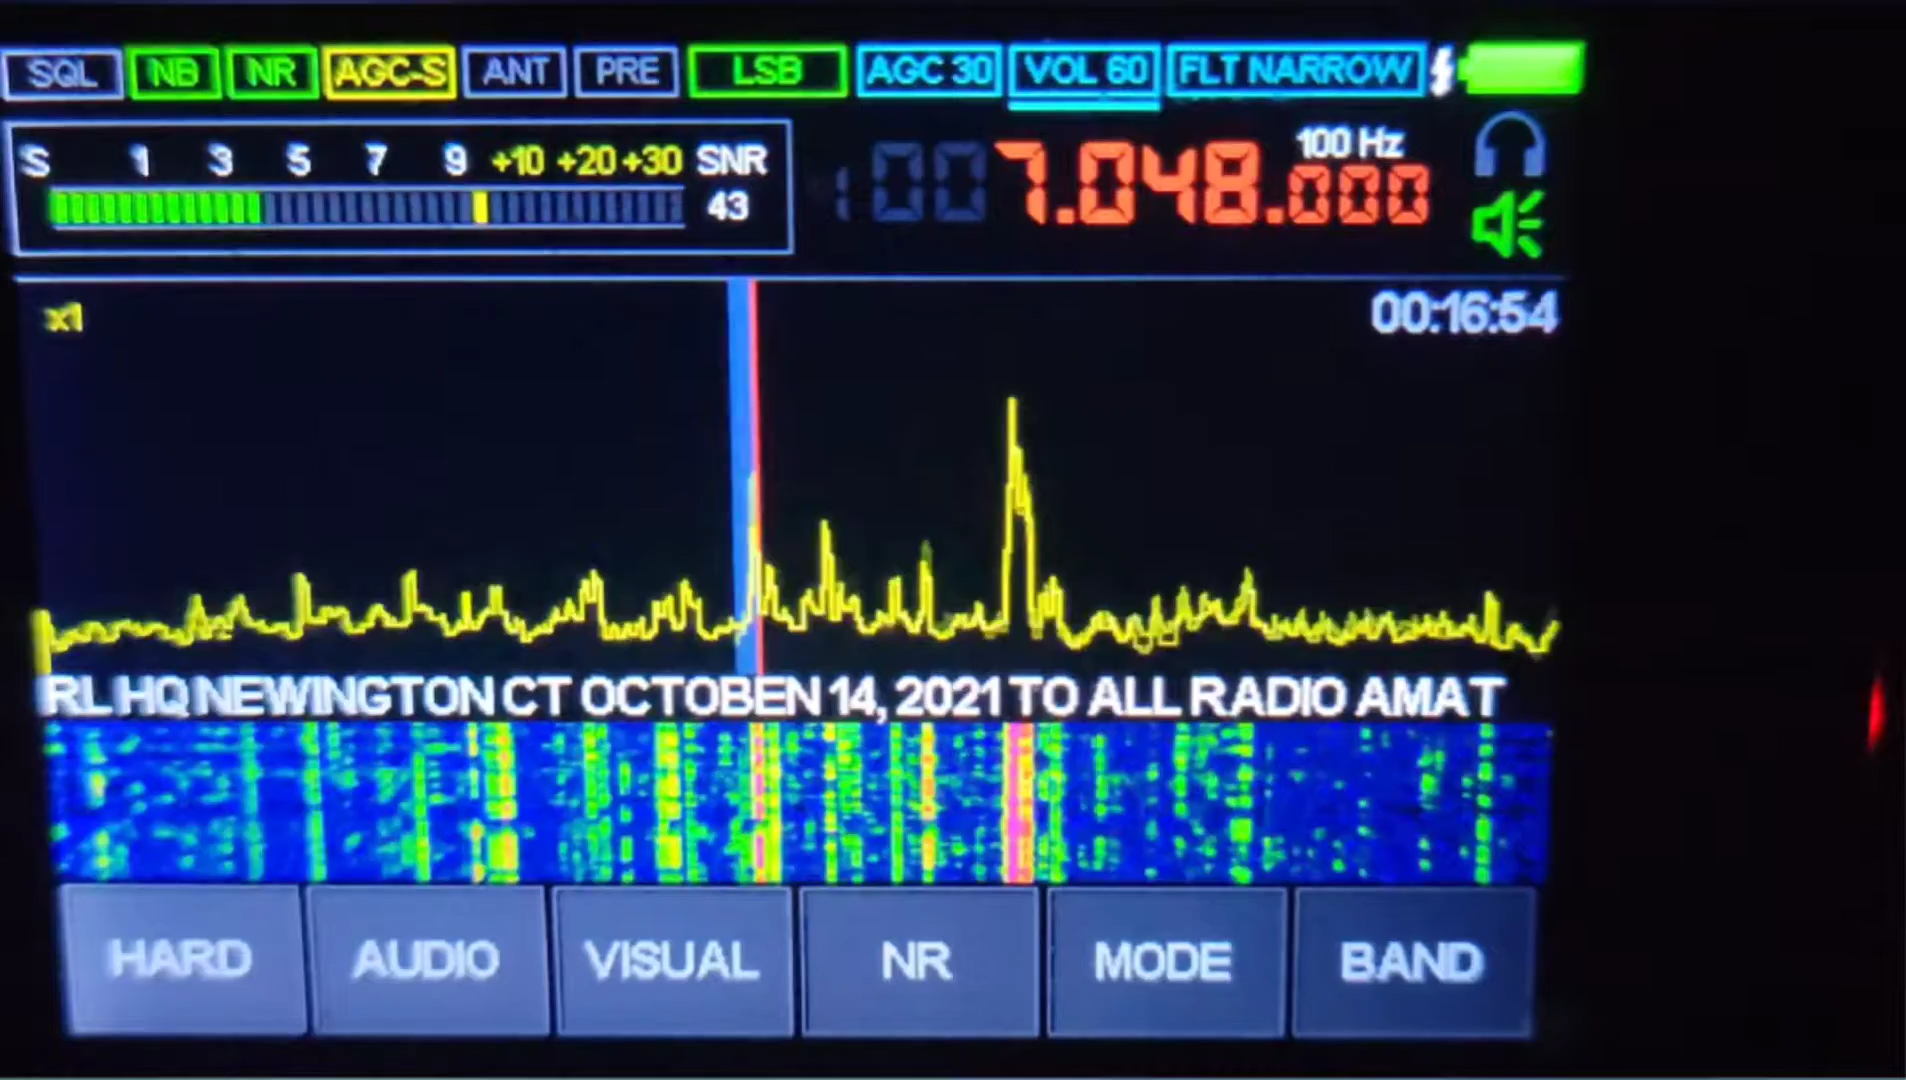 SQL NB NR AGC-S ANT PRE LSB AGC 30 VOL 60 FLT NARROW
S 1 3 5 7 9 +10 +20 +30 SNR
43
100 Hz
7.048.000
x1
00:16:54
RL HQ NEWINGTON CT OCTOBEN 14, 2021 TO ALL RADIO AMAT
HARD AUDIO VISUAL NR MODE BAND